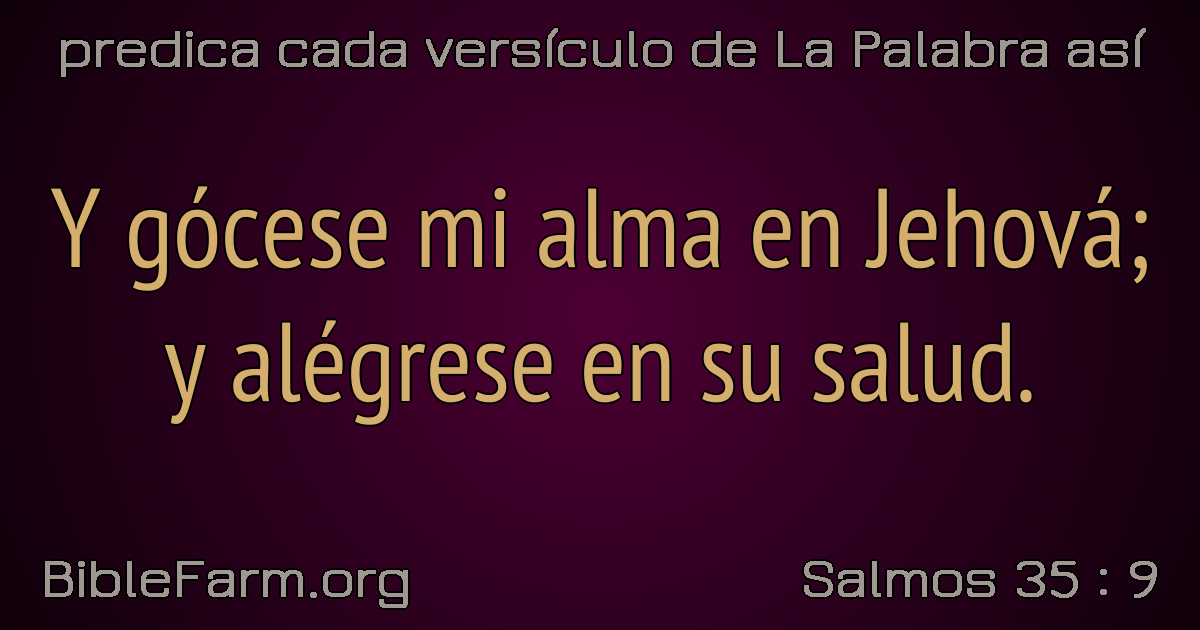 predica cada versículo de La Palabra así
Y gócese mi alma en Jehová;
y alégrese en su salud.
BibleFarm.org
Salmos 35 : 9